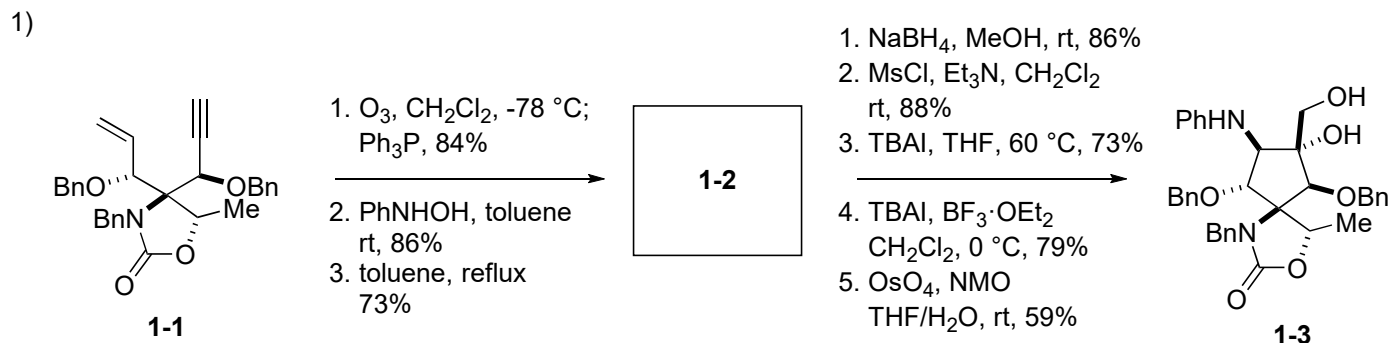 1)
1. O3, CH2Cl2, -78 °C;
Ph3P, 84%
2. PhNHOH, toluene
rt, 86%
3. toluene, reflux
73%
1-2
1. NaBH4, MeOH, rt, 86%
2. MsCl, Et3N, CH2Cl2
rt, 88%
3. TBAI, THF, 60 °C, 73%
4. TBAI, BF3·OEt2
CH2Cl2, 0 °C, 79%
5. OsO4, NMO
THF/H2O, rt, 59%
BnO
OBn
BnN
Me
O
O
1-1
PhHN
OH
OH
BnO
OBn
BnN
Me
O
O
1-3